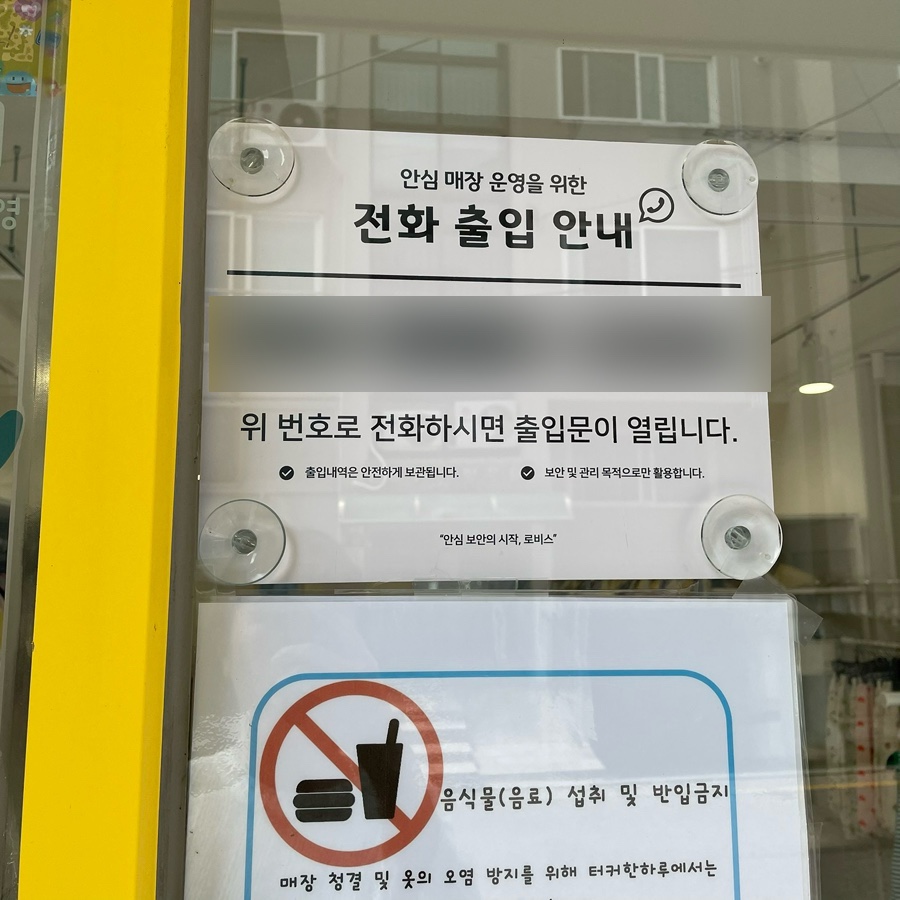 안심 매장 운영을 위한
전화 출입 안내
위 번호로 전화하시면 출입문이 열립니다.
출입내역은 안전하게 보관됩니다.
보안 및 관리 목적으로만 활용합니다.
“안심 보안의 시작, 로비스”
음식물(음료) 섭취 및 반입금지
매장 청결 및 옷의 오염 방지를 위해 터커한하루에서는